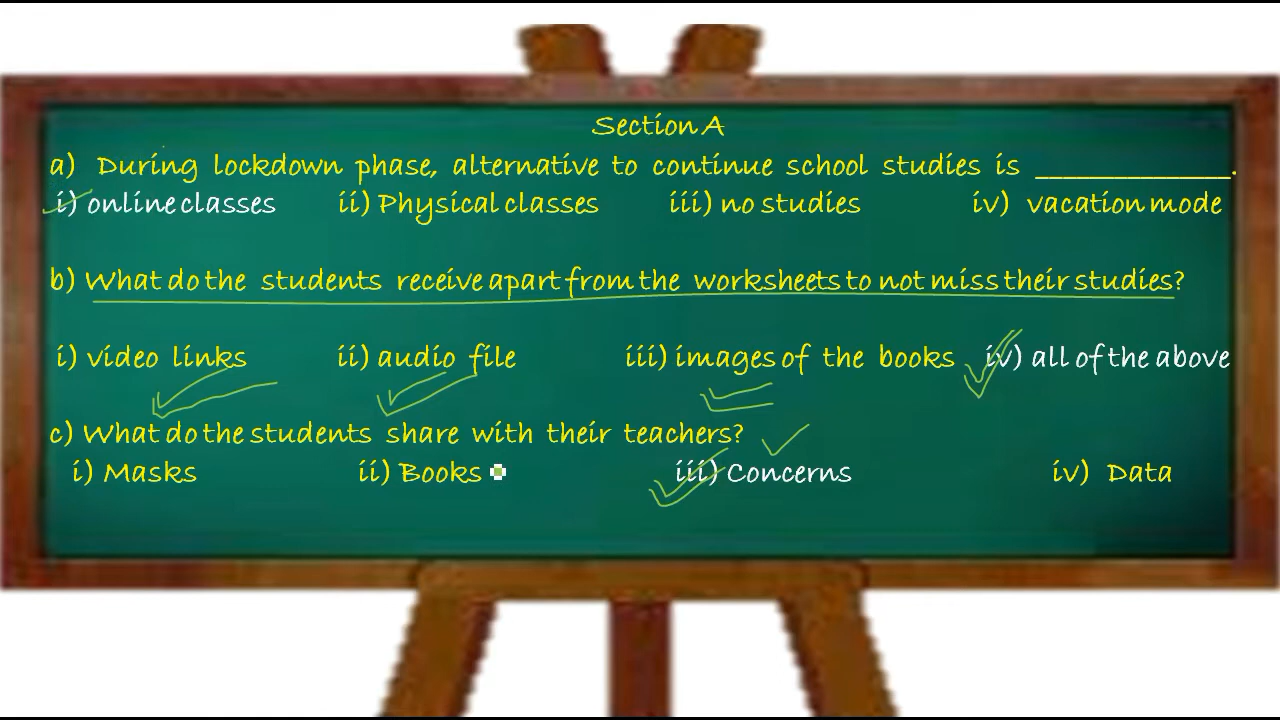 Section A
a) During lockdown phase, alternative to continue school studies is _______________.
i) online classes ii) Physical classes iii) no studies iv) vacation mode
b) What do the students receive apart from the worksheets to not miss their studies?
i) video links ii) audio file iii) images of the books iv) all of the above
c) What do the students share with their teachers?
i) Masks ii) Books iii) Concerns iv) Data